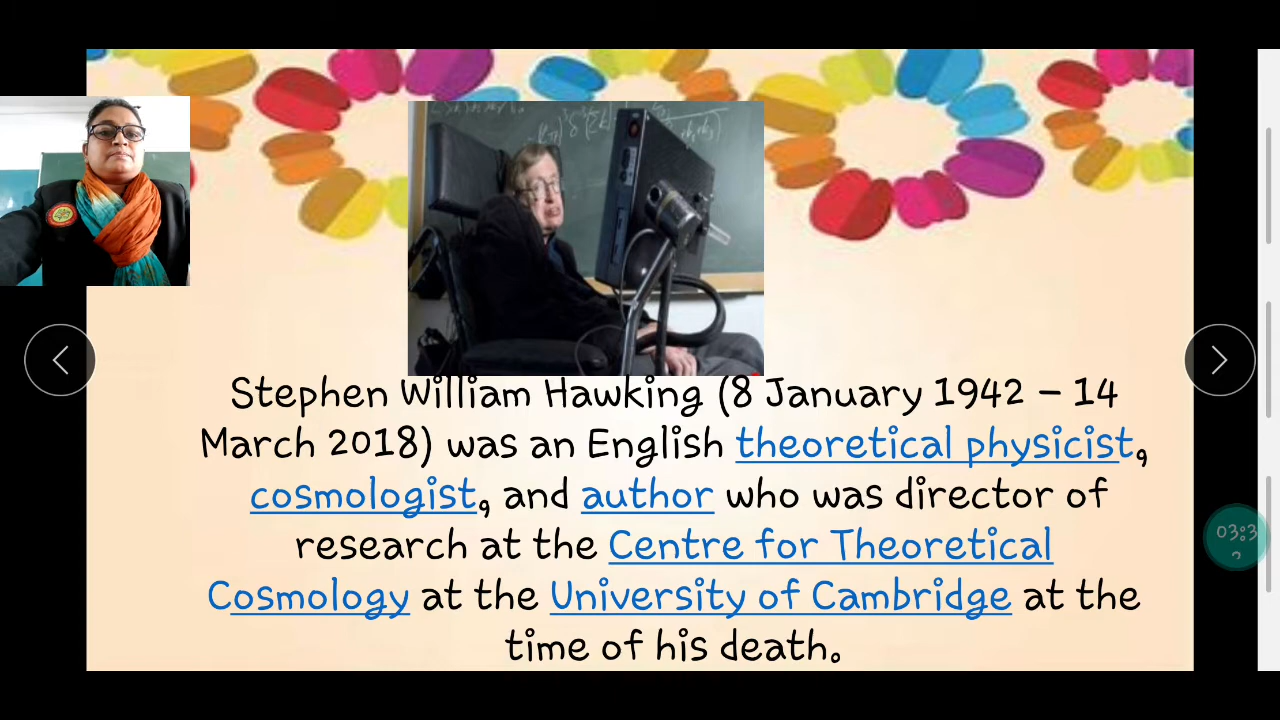 Stephen William Hawking (8 January 1942 – 14
March 2018) was an English theoretical physicist,
cosmologist, and author who was director of
research at the Centre for Theoretical
Cosmology at the University of Cambridge at the
time of his death.
03:3